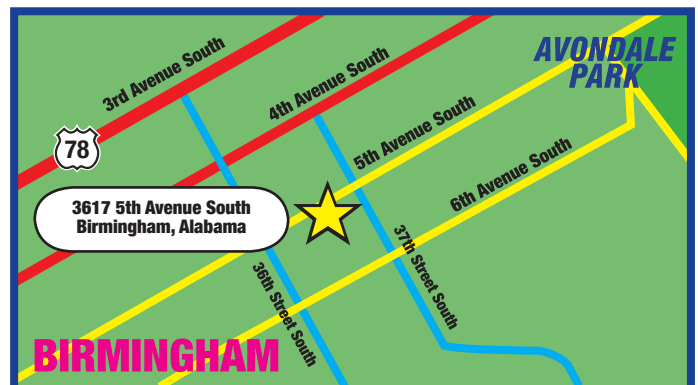 AVONDALE
PARK
3rd Avenue South
4th Avenue South
78
5th Avenue South
6th Avenue South
3617 5th Avenue South
Birmingham, Alabama
37th Street South
36th Street South
BIRMINGHAM